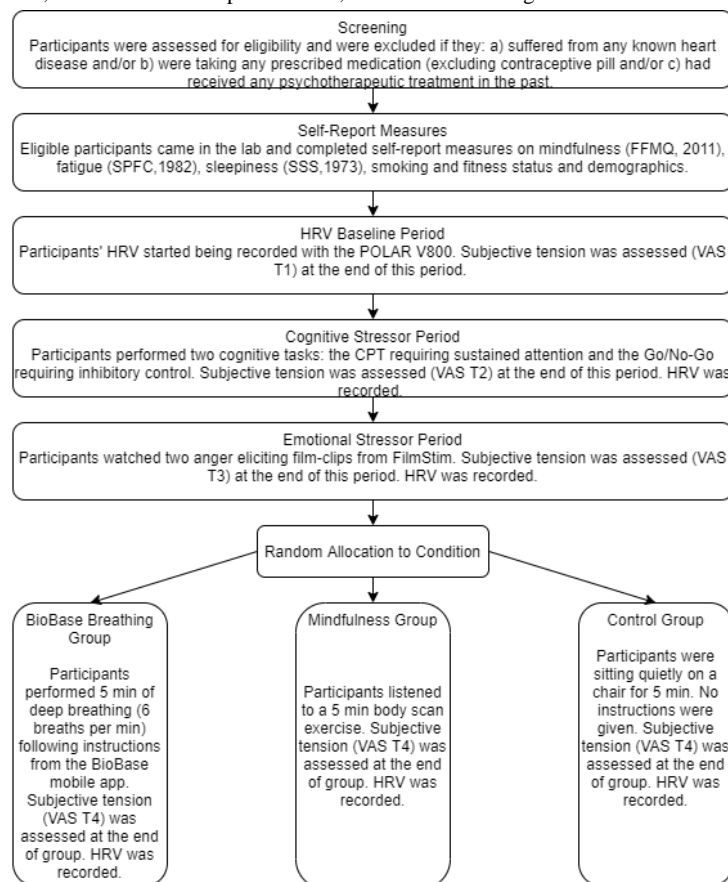 Screening
Participants were assessed for eligibility and were excluded if they: a) suffered from any known heart
disease and/or b) were taking any prescribed medication (excluding contraceptive pill and/or c) had
received any psychotherapeutic treatment in the past.
Self-Report Measures
Eligible participants came in the lab and completed self-report measures on mindfulness (FFMQ, 2011),
fatigue (SPFC,1982), sleepiness (SSS,1973), smoking and fitness status and demographics.
HRV Baseline Period
Participants' HRV started being recorded with the POLAR V800. Subjective tension was assessed (VAS
T1) at the end of this period.
Cognitive Stressor Period
Participants performed two cognitive tasks: the CPT requiring sustained attention and the Go/No-Go
requiring inhibitory control. Subjective tension was assessed (VAS T2) at the end of this period. HRV was
recorded.
Emotional Stressor Period
Participants watched two anger eliciting film-clips from FilmStim. Subjective tension was assessed (VAS
T3) at the end of this period. HRV was recorded.
Random Allocation to Condition
BioBase Breathing
Group
Participants
performed 5 min of
deep breathing (6
breaths per min)
following instructions
from the BioBase
mobile app.
Subjective tension
(VAS T4) was
assessed at the end
of group. HRV was
recorded.
Mindfulness Group
Participants listened
to a 5 min body scan
exercise. Subjective
tension (VAS T4) was
assessed at the end
of group. HRV was
recorded.
Control Group
Participants were
sitting quietly on a
chair for 5 min. No
instructions were
given. Subjective
tension (VAS T4) was
assessed at the end
of group. HRV was
recorded.